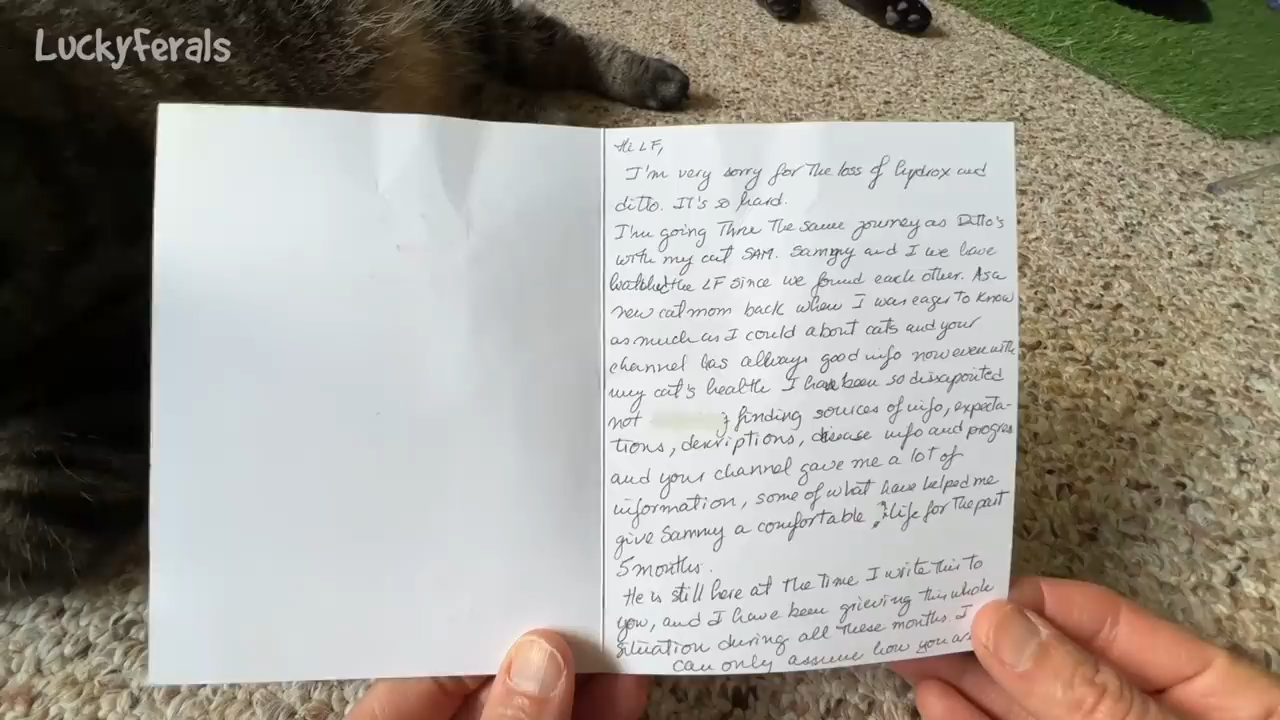 LuckyFerals
Hi LF,
I'm very sorry for the loss of hydrox and
ditto. It's so hard.
I'm going Thru The same journey as Ditto's
with my cat SAM. Sammy and I we have
the LF since we found each other. As a
new cat mom back when I was eager to know
as much as I could about cats and your
channel has always good info now even with
my cat's health I have been so dissapointed
not finding sources of info, expecta-
tions, descriptions, disease info and progress
and your channel gave me a lot of
information, some of what have helped me
give Sammy a comfortable life for The past
5 months.
He is still here at The Time I write This to
you, and I have been grieving this whole
situation during all These months. I
can only assume how you